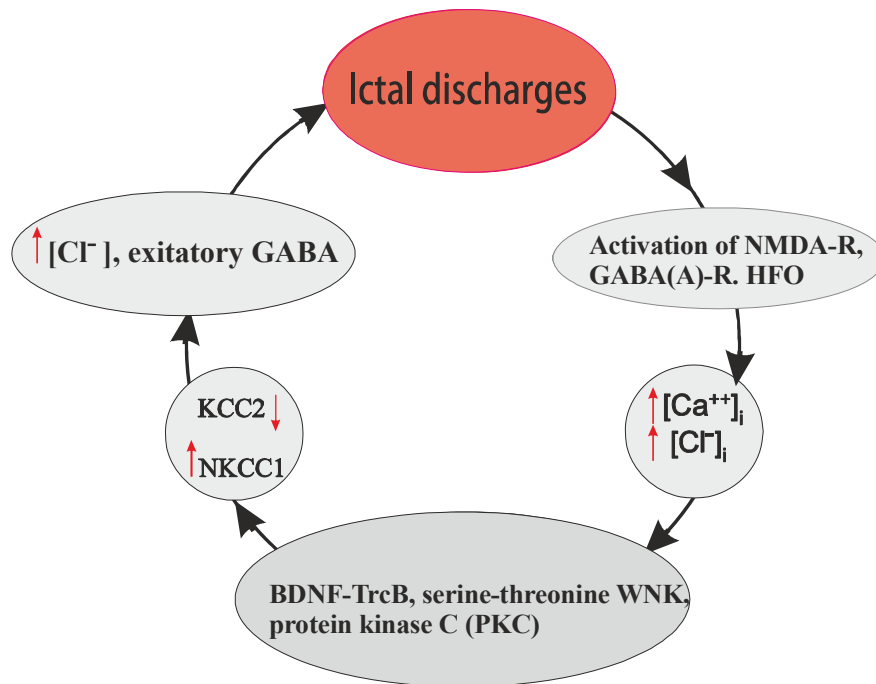 Ictal discharges
↑[Cl⁻ ], exitatory GABA
Activation of NMDA-R,
GABA(A)-R. HFO
↑[Ca⁺⁺]ᵢ
↑[Cl⁻]ᵢ
KCC2↓
↑NKCC1
BDNF-TrcB, serine-threonine WNK,
protein kinase C (PKC)